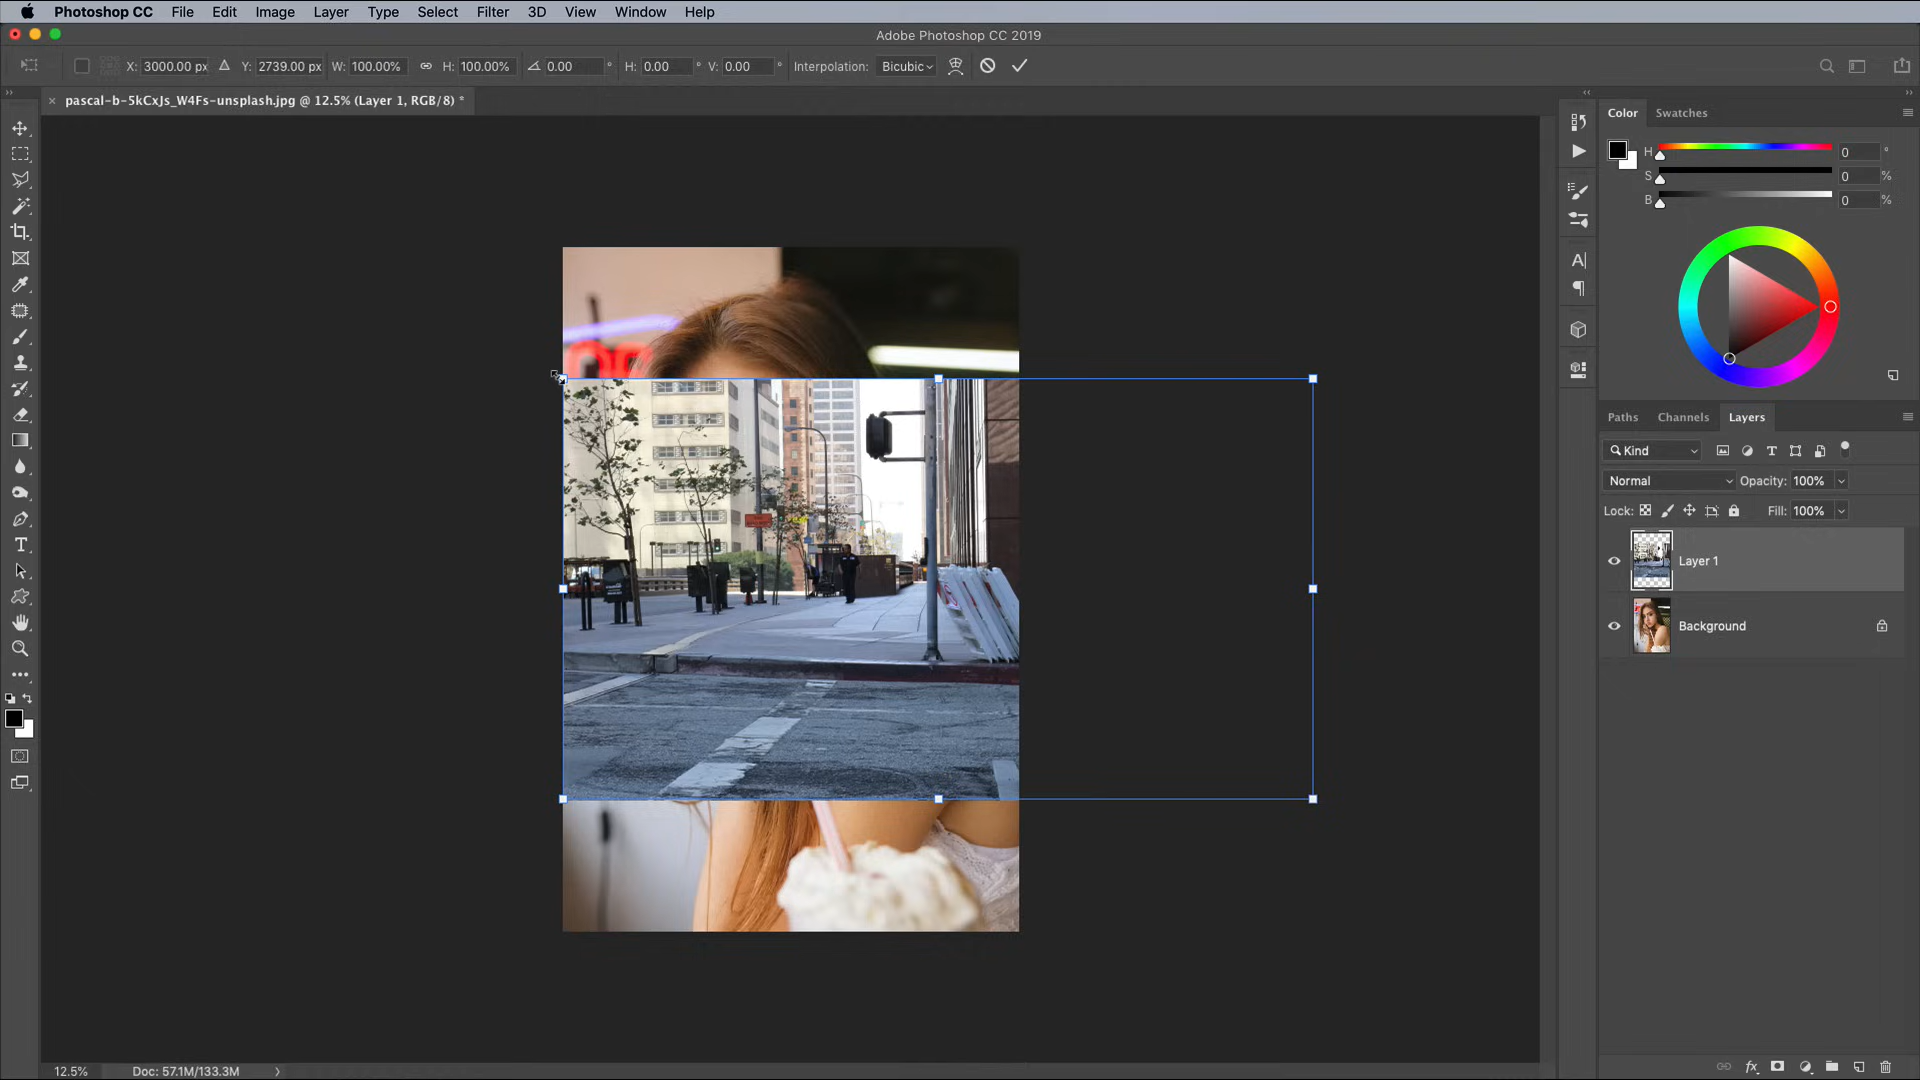 Photoshop CC File Edit Image Layer Type Select Filter 3D View Window Help
Adobe Photoshop CC 2019
X: 3000.00 px Y: 2739.00 px W: 100.00% H: 100.00% 0.00 ° H: 0.00 ° V: 0.00 ° Interpolation: Bicubic
× pascal-b-5kCxJs_W4Fs-unsplash.jpg @ 12.5% (Layer 1, RGB/8) *
Color Swatches
H 0 °
S 0 %
B 0 %
Paths Channels Layers
Kind
Normal Opacity: 100%
Lock: Fill: 100%
Layer 1
Background
12.5% Doc: 57.1M/133.3M